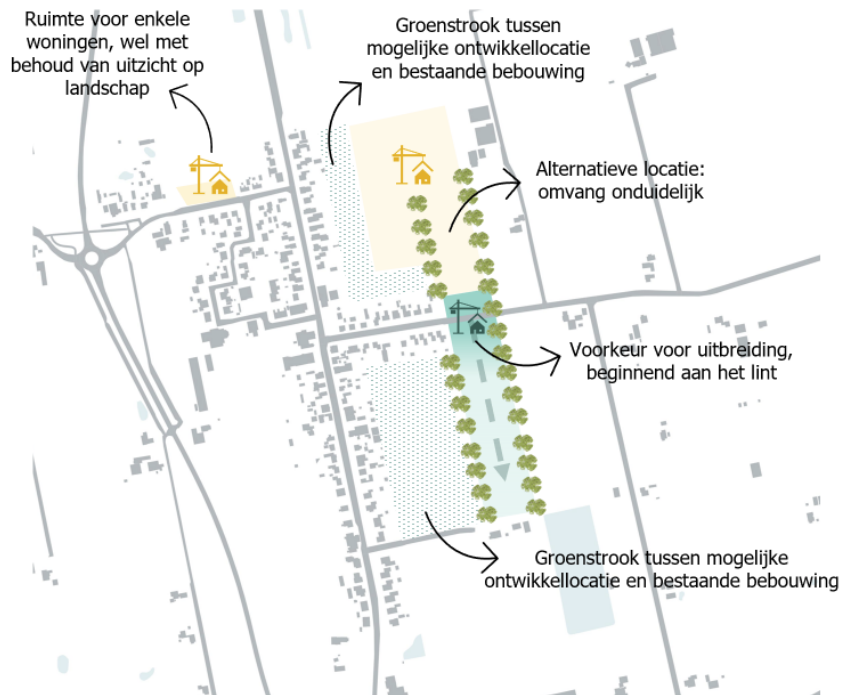 Ruimte voor enkele
woningen, wel met
behoud van uitzicht op
landschap
Groenstrook tussen
mogelijke ontwikkellocatie
en bestaande bebouwing
Alternatieve locatie:
omvang onduidelijk
Voorkeur voor uitbreiding,
beginnend aan het lint
Groenstrook tussen mogelijke
ontwikkellocatie en bestaande bebouwing